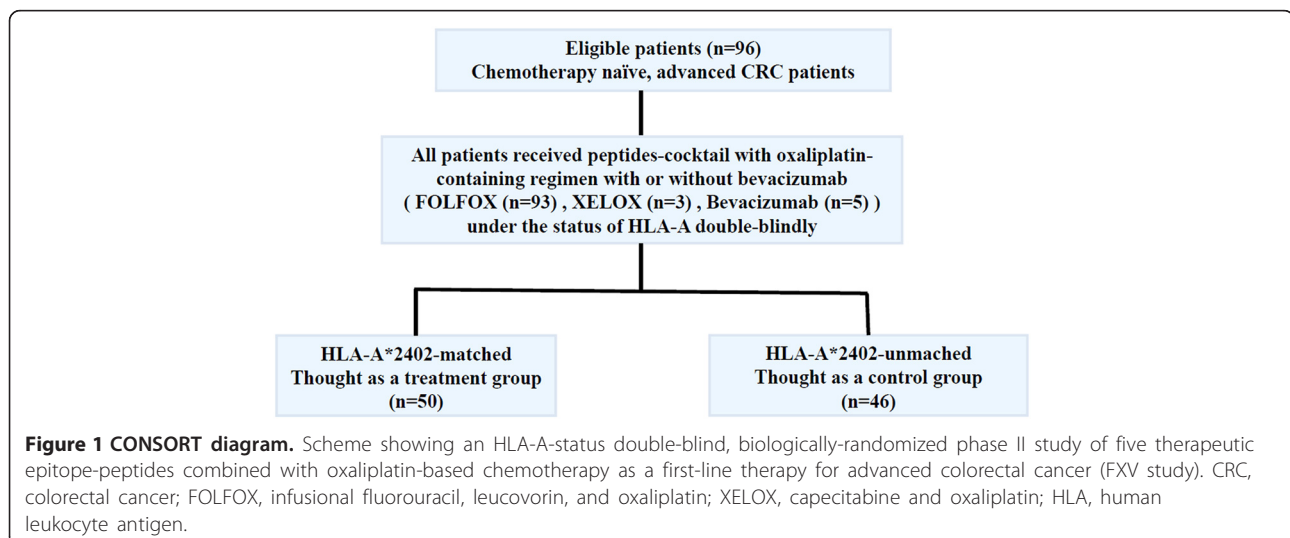 Eligible patients (n=96)
Chemotherapy naïve, advanced CRC patients
All patients received peptides-cocktail with oxaliplatin-
containing regimen with or without bevacizumab
( FOLFOX (n=93) , XELOX (n=3) , Bevacizumab (n=5) )
under the status of HLA-A double-blindly
HLA-A*2402-matched
Thought as a treatment group
(n=50)
HLA-A*2402-unmached
Thought as a control group
(n=46)
Figure 1 CONSORT diagram. Scheme showing an HLA-A-status double-blind, biologically-randomized phase II study of five therapeutic
epitope-peptides combined with oxaliplatin-based chemotherapy as a first-line therapy for advanced colorectal cancer (FXV study). CRC,
colorectal cancer; FOLFOX, infusional fluorouracil, leucovorin, and oxaliplatin; XELOX, capecitabine and oxaliplatin; HLA, human
leukocyte antigen.